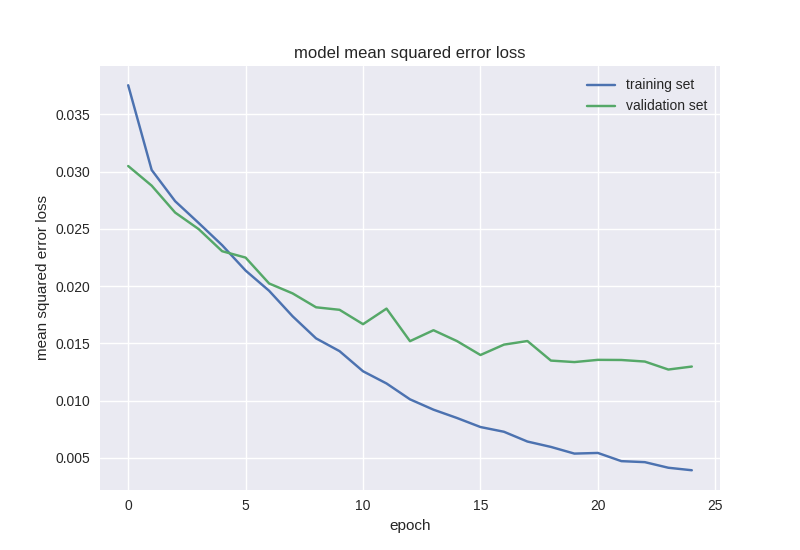 model mean squared error loss
training set
validation set
0.035
0.030
0.025
0.020
0.015
0.010
0.005
mean squared error loss
0 5 10 15 20 25
epoch